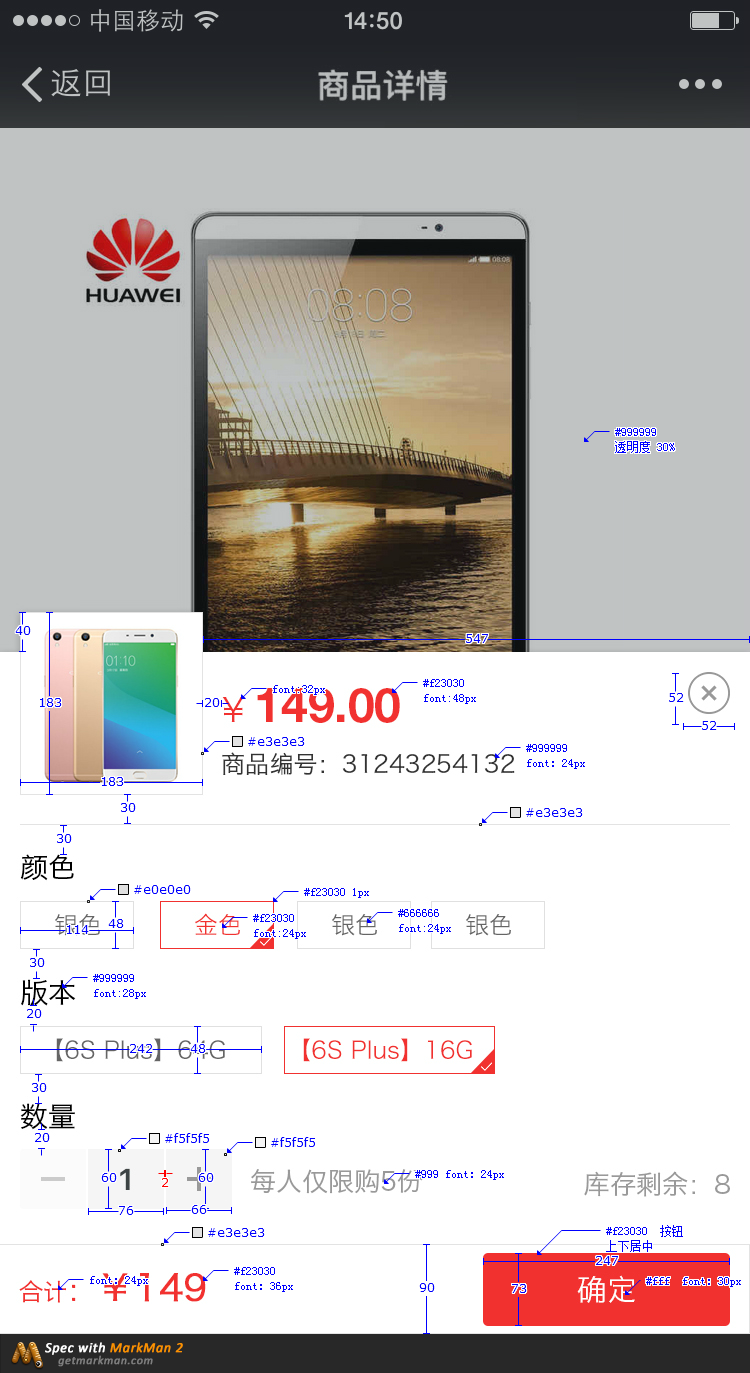 中国移动 14:50
返回 商品详情
HUAWEI
08:08
08:08
#999999
透明度 30%
40
547
01:10
183
20
font:32px
#f23030
font:48px
¥ 149.00
52
52
#e3e3e3
商品编号：31243254132
#999999
font: 24px
183
30
#e3e3e3
30
颜色
#e0e0e0
#f23030 1px
银色
114
48
金色
#f23030
font:24px
银色
#666666
font:24px
银色
30
版本
#999999
font:28px
20
【6S Plus】64G
242
48
【6S Plus】16G
30
数量
20
#f5f5f5
#f5f5f5
60
1
2
60
76
66
每人仅限购5份
#999 font: 24px
库存剩余：8
#e3e3e3
#f23030 按钮
上下居中
合计：
font:24px
¥149
#f23030
font: 36px
90
247
73
确定
#fff font: 30px
Spec with MarkMan 2
getmarkman.com